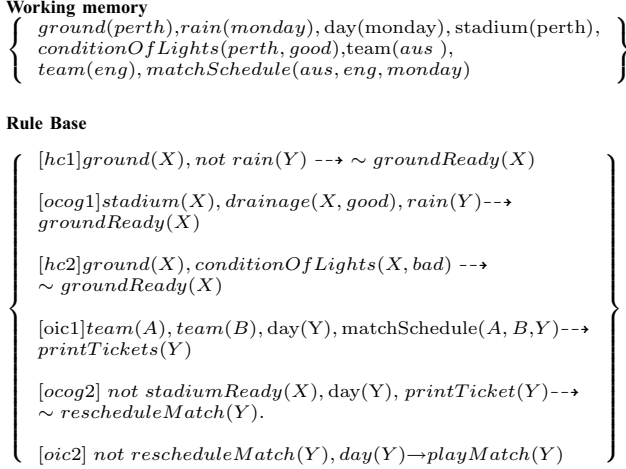 Working memory
ground(perth),rain(monday), day(monday), stadium(perth),
conditionOfLights(perth, good),team(aus ),
team(eng), matchSchedule(aus, eng, monday)
Rule Base
[hc1]ground(X), not rain(Y) ⇢ ∼ groundReady(X)
[ocog1]stadium(X), drainage(X, good), rain(Y)⇢
groundReady(X)
[hc2]ground(X), conditionOfLights(X, bad) ⇢
∼ groundReady(X)
[oic1]team(A), team(B), day(Y), matchSchedule(A, B,Y)⇢
printTickets(Y)
[ocog2] not stadiumReady(X), day(Y), printTicket(Y)⇢
∼ rescheduleMatch(Y).
[oic2] not rescheduleMatch(Y), day(Y)→playMatch(Y)